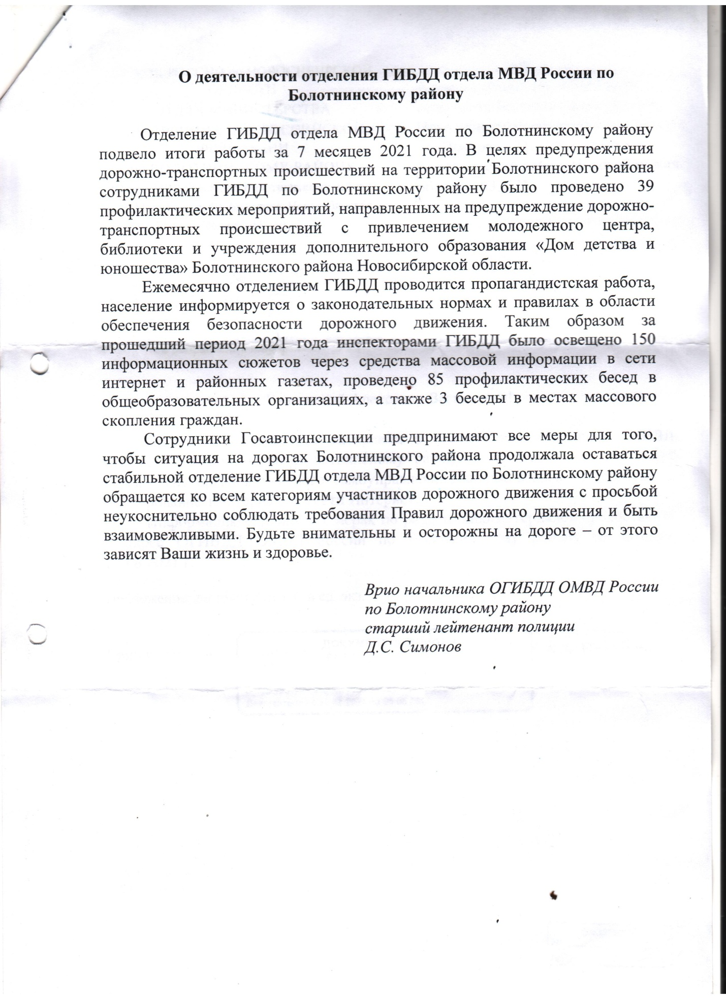 О деятельности отделения ГИБДД отдела МВД России по
Болотнинскому району
Отделение ГИБДД отдела МВД России по Болотнинскому району
подвело итоги работы за 7 месяцев 2021 года. В целях предупреждения
дорожно-транспортных происшествий на территории Болотнинского района
сотрудниками ГИБДД по Болотнинскому району было проведено 39
профилактических мероприятий, направленных на предупреждение дорожно-
транспортных происшествий с привлечением молодежного центра,
библиотеки и учреждения дополнительного образования «Дом детства и
юношества» Болотнинского района Новосибирской области.
Ежемесячно отделением ГИБДД проводится пропагандистская работа,
население информируется о законодательных нормах и правилах в области
обеспечения безопасности дорожного движения. Таким образом за
прошедший период 2021 года инспекторами ГИБДД было освещено 150
информационных сюжетов через средства массовой информации в сети
интернет и районных газетах, проведено 85 профилактических бесед в
общеобразовательных организациях, а также 3 беседы в местах массового
скопления граждан.
Сотрудники Госавтоинспекции предпринимают все меры для того,
чтобы ситуация на дорогах Болотнинского района продолжала оставаться
стабильной отделение ГИБДД отдела МВД России по Болотнинскому району
обращается ко всем категориям участников дорожного движения с просьбой
неукоснительно соблюдать требования Правил дорожного движения и быть
взаимовежливыми. Будьте внимательны и осторожны на дороге – от этого
зависят Ваши жизнь и здоровье.
Врио начальника ОГИБДД ОМВД России
по Болотнинскому району
старший лейтенант полиции
Д.С. Симонов